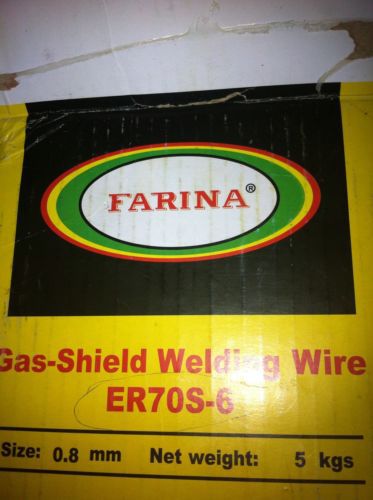 FARINA®
Gas-Shield Welding Wire
ER70S-6
Size: 0.8 mm Net weight: 5 kgs